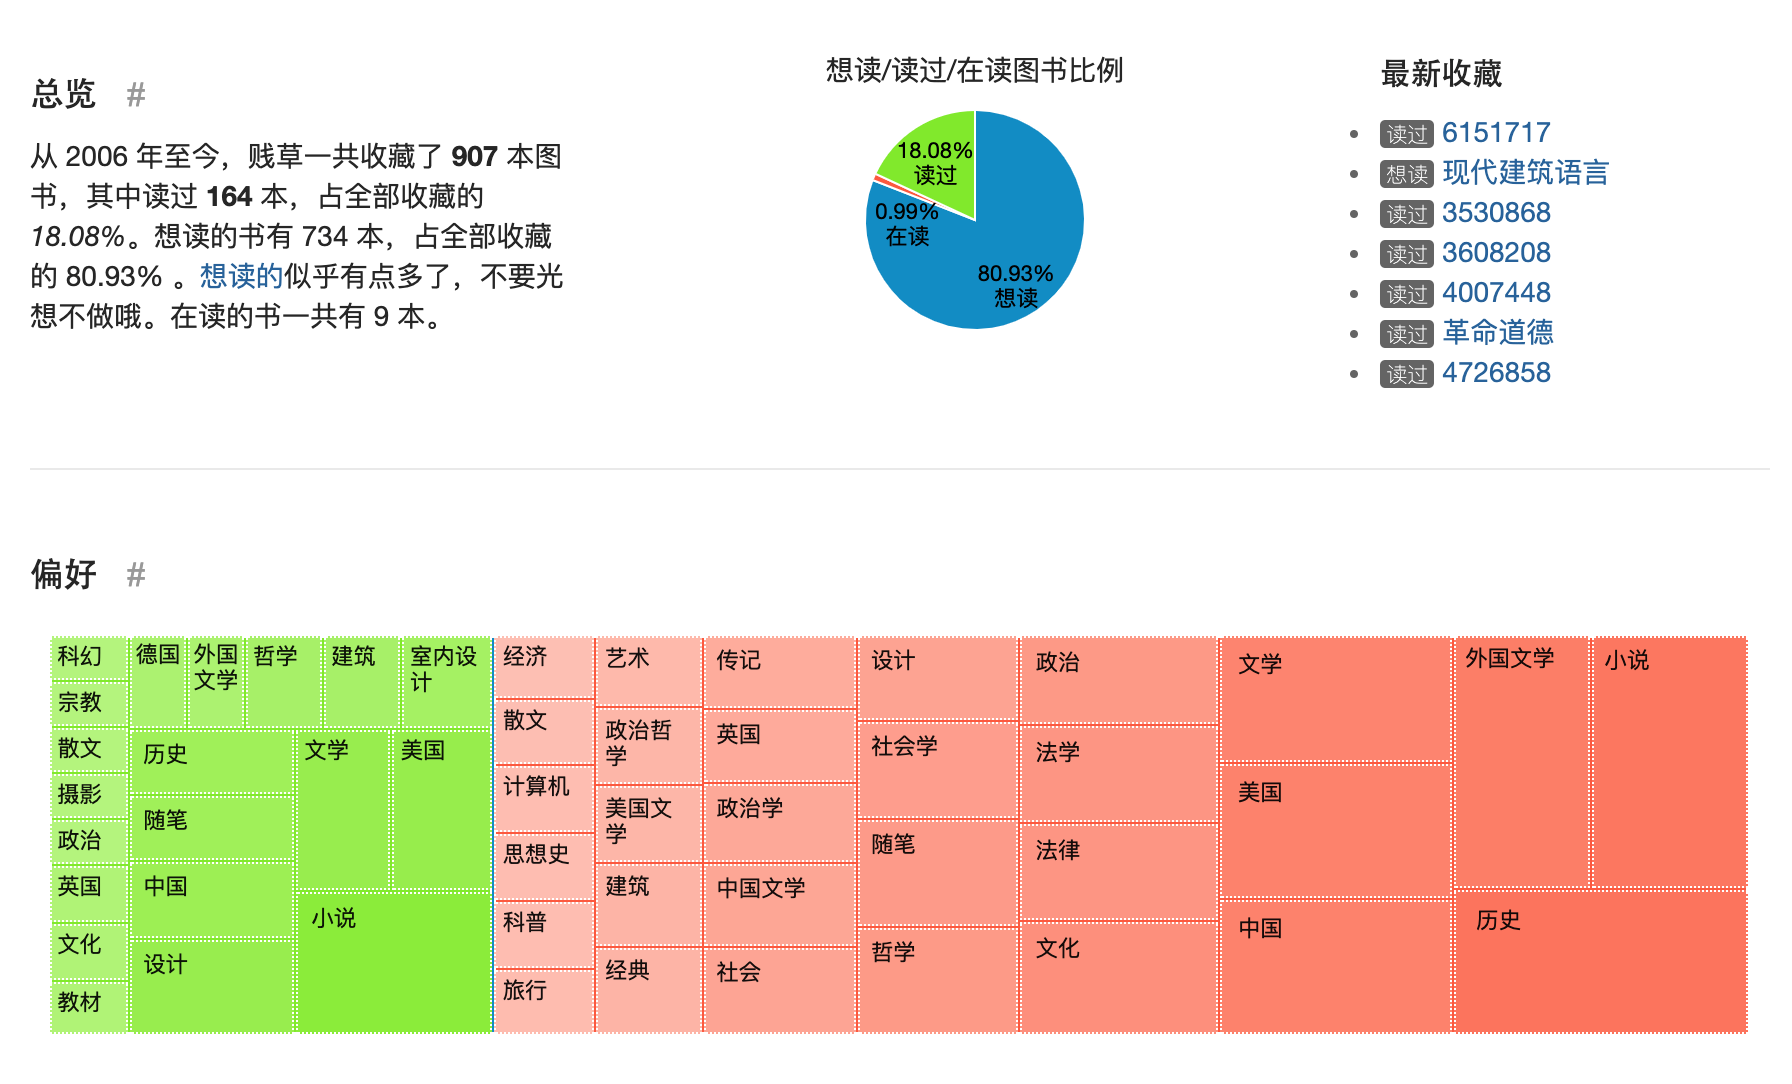 总览 #
从 2006 年至今，贱草一共收藏了 907 本图
书，其中读过 164 本，占全部收藏的
18.08%。想读的书有 734 本，占全部收藏
的 80.93% 。想读的似乎有点多了，不要光
想不做哦。在读的书一共有 9 本。
想读/读过/在读图书比例
18.08%
读过
0.99%
在读
80.93%
想读
最新收藏
读过 6151717
想读 现代建筑语言
读过 3530868
读过 3608208
读过 4007448
读过 革命道德
读过 4726858
偏好 #
科幻
宗教
散文
摄影
政治
英国
文化
教材
德国
外国
文学
哲学
建筑
室内设
计
历史
随笔
中国
设计
文学
美国
小说
经济
散文
计算机
思想史
科普
旅行
艺术
政治哲
学
美国文
学
建筑
经典
传记
英国
政治学
中国文学
社会
设计
社会学
随笔
哲学
政治
法学
法律
文化
文学
美国
中国
外国文学
小说
历史